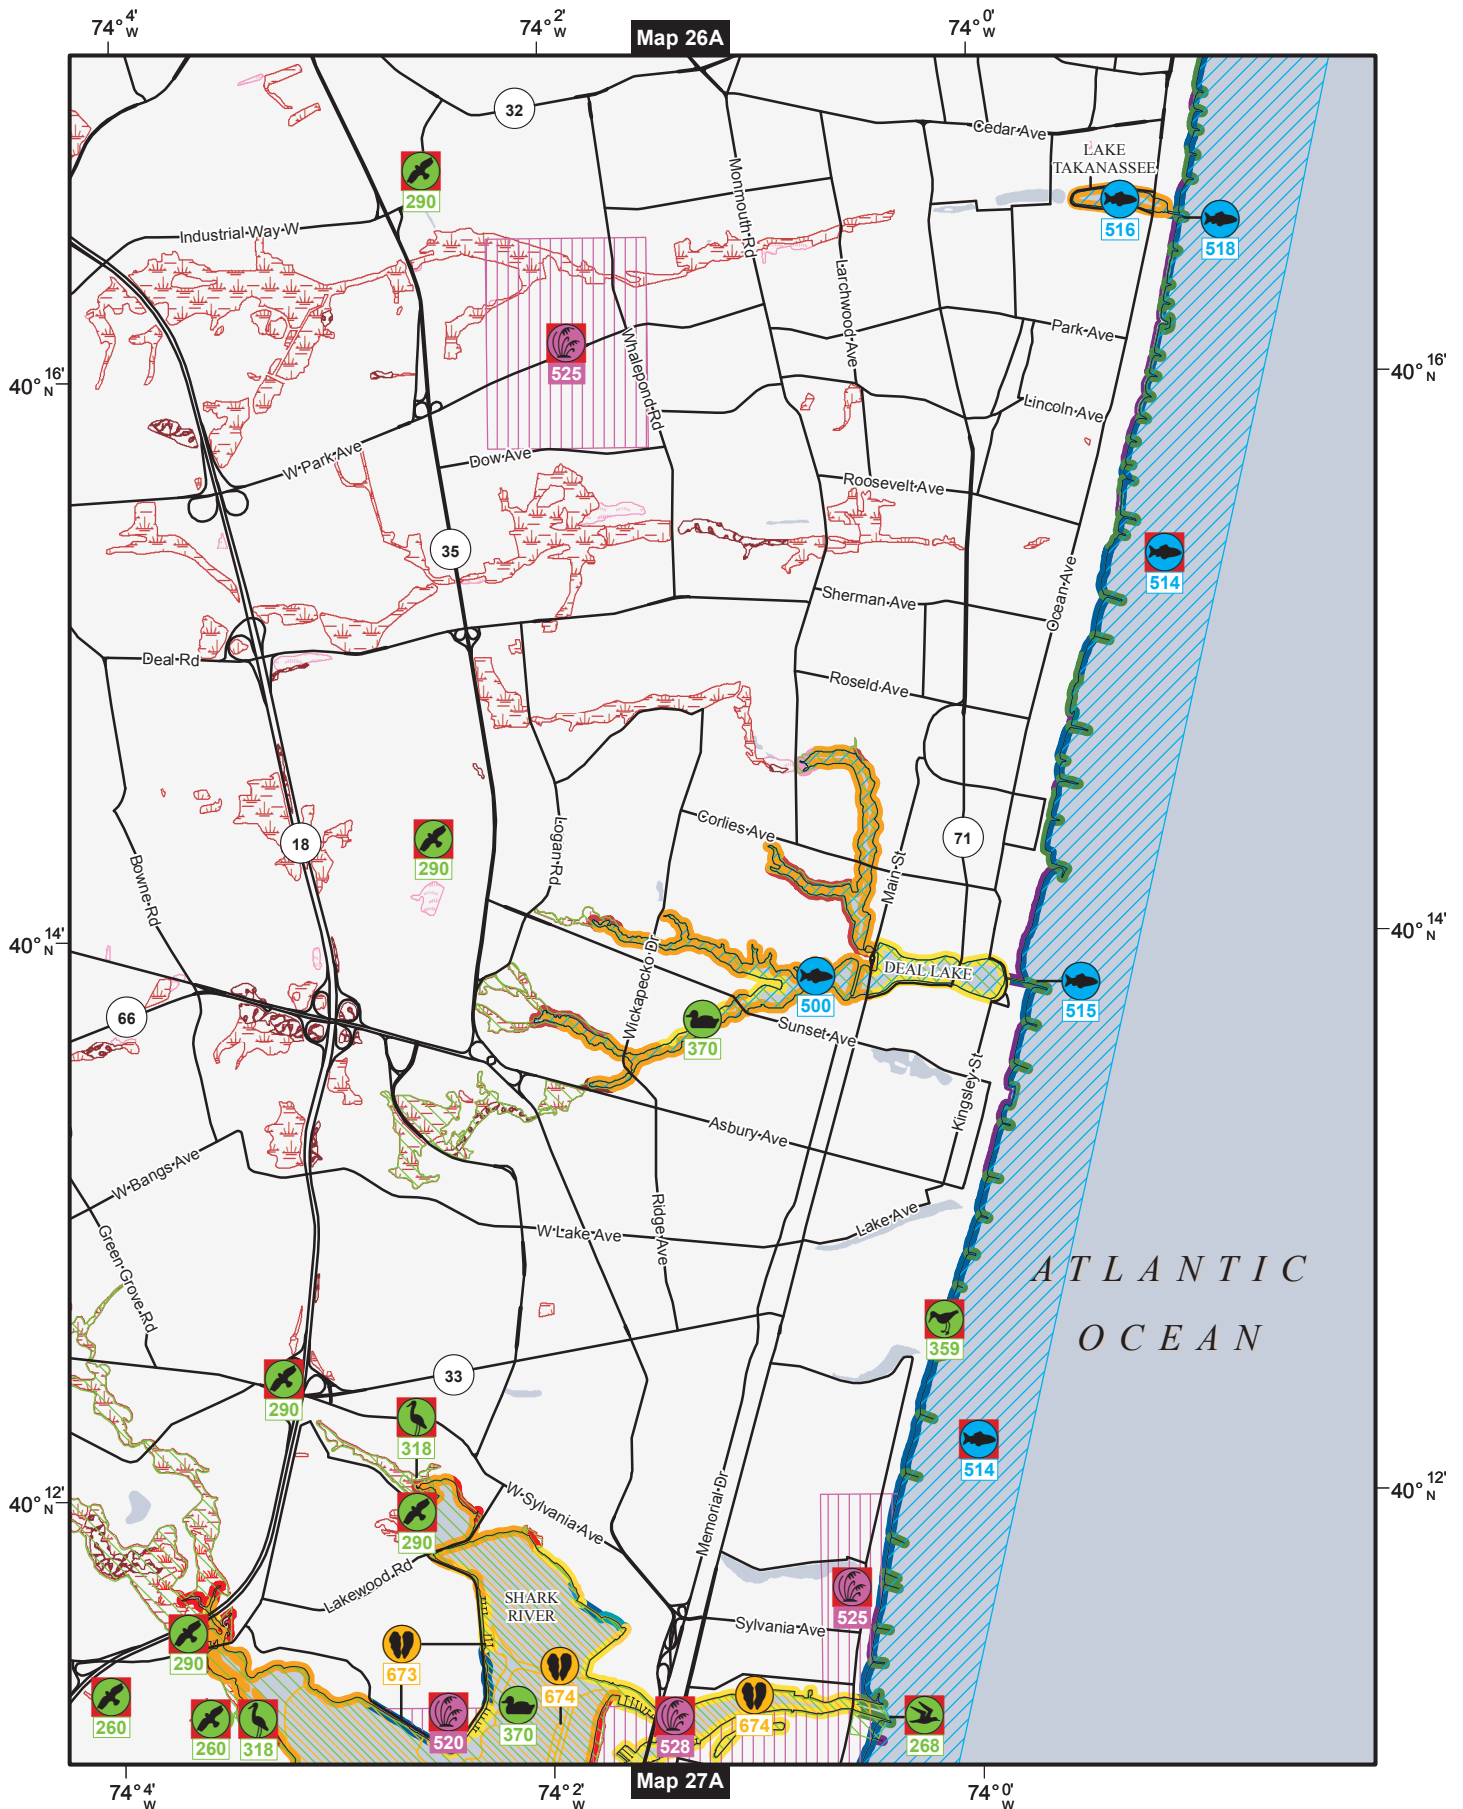 74° 4' W
74° 2' W
Map 26A
74° 0' W
32
Cedar Ave
LAKE
TAKANASSEE
290
516
518
Industrial Way W
Monmouth Rd
Larchwood Ave
Park Ave
Whalepond Rd
525
40° 16' N
40° 16' N
Lincoln Ave
W Park Ave
Dow Ave
Roosevelt Ave
35
514
Ocean Ave
Sherman Ave
Deal Rd
Roseld Ave
Corlies Ave
71
18
290
Logan Rd
Main St
Bowne Rd
40° 14' N
40° 14' N
Wickapecko Dr
DEAL LAKE
500
515
66
370
Sunset Ave
Kingsley St
Asbury Ave
W Bangs Ave
Ridge Ave
Lake Ave
W Lake Ave
Green Grove Rd
ATLANTIC
OCEAN
359
33
290
318
514
40° 12' N
40° 12' N
290
W Sylvania Ave
Memorial Dr
Lakewood Rd
SHARK
RIVER
525
Sylvania Ave
290
673
674
674
260
260
318
520
370
528
268
Map 27A
74° 4' W
74° 2' W
74° 0' W